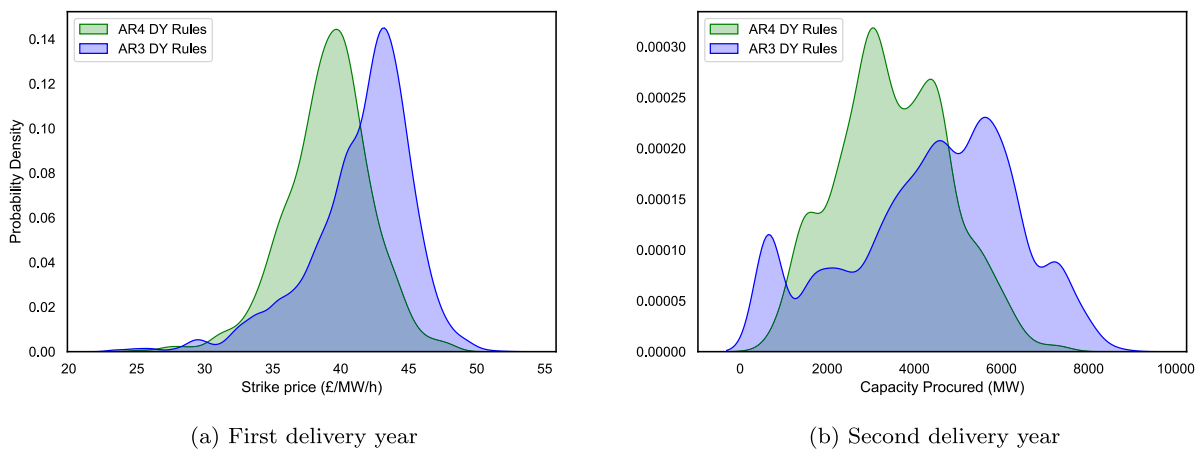 AR4 DY Rules
AR3 DY Rules
Probability Density
0.14
0.12
0.10
0.08
0.06
0.04
0.02
0.00
20 25 30 35 40 45 50 55
Strike price (£/MW/h)
(a) First delivery year
AR4 DY Rules
AR3 DY Rules
0.00030
0.00025
0.00020
0.00015
0.00010
0.00005
0.00000
0 2000 4000 6000 8000 10000
Capacity Procured (MW)
(b) Second delivery year